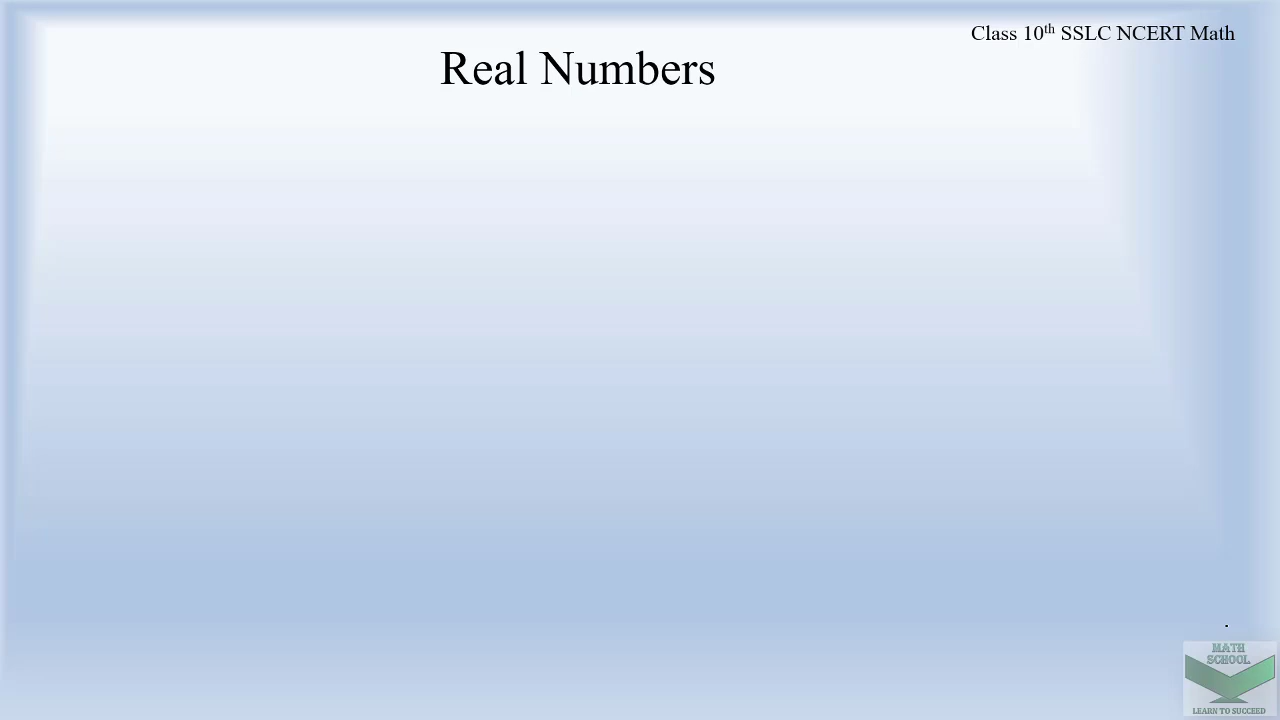 Class 10th SSLC NCERT Math
Real Numbers
MATH
SCHOOL
LEARN TO SUCCEED